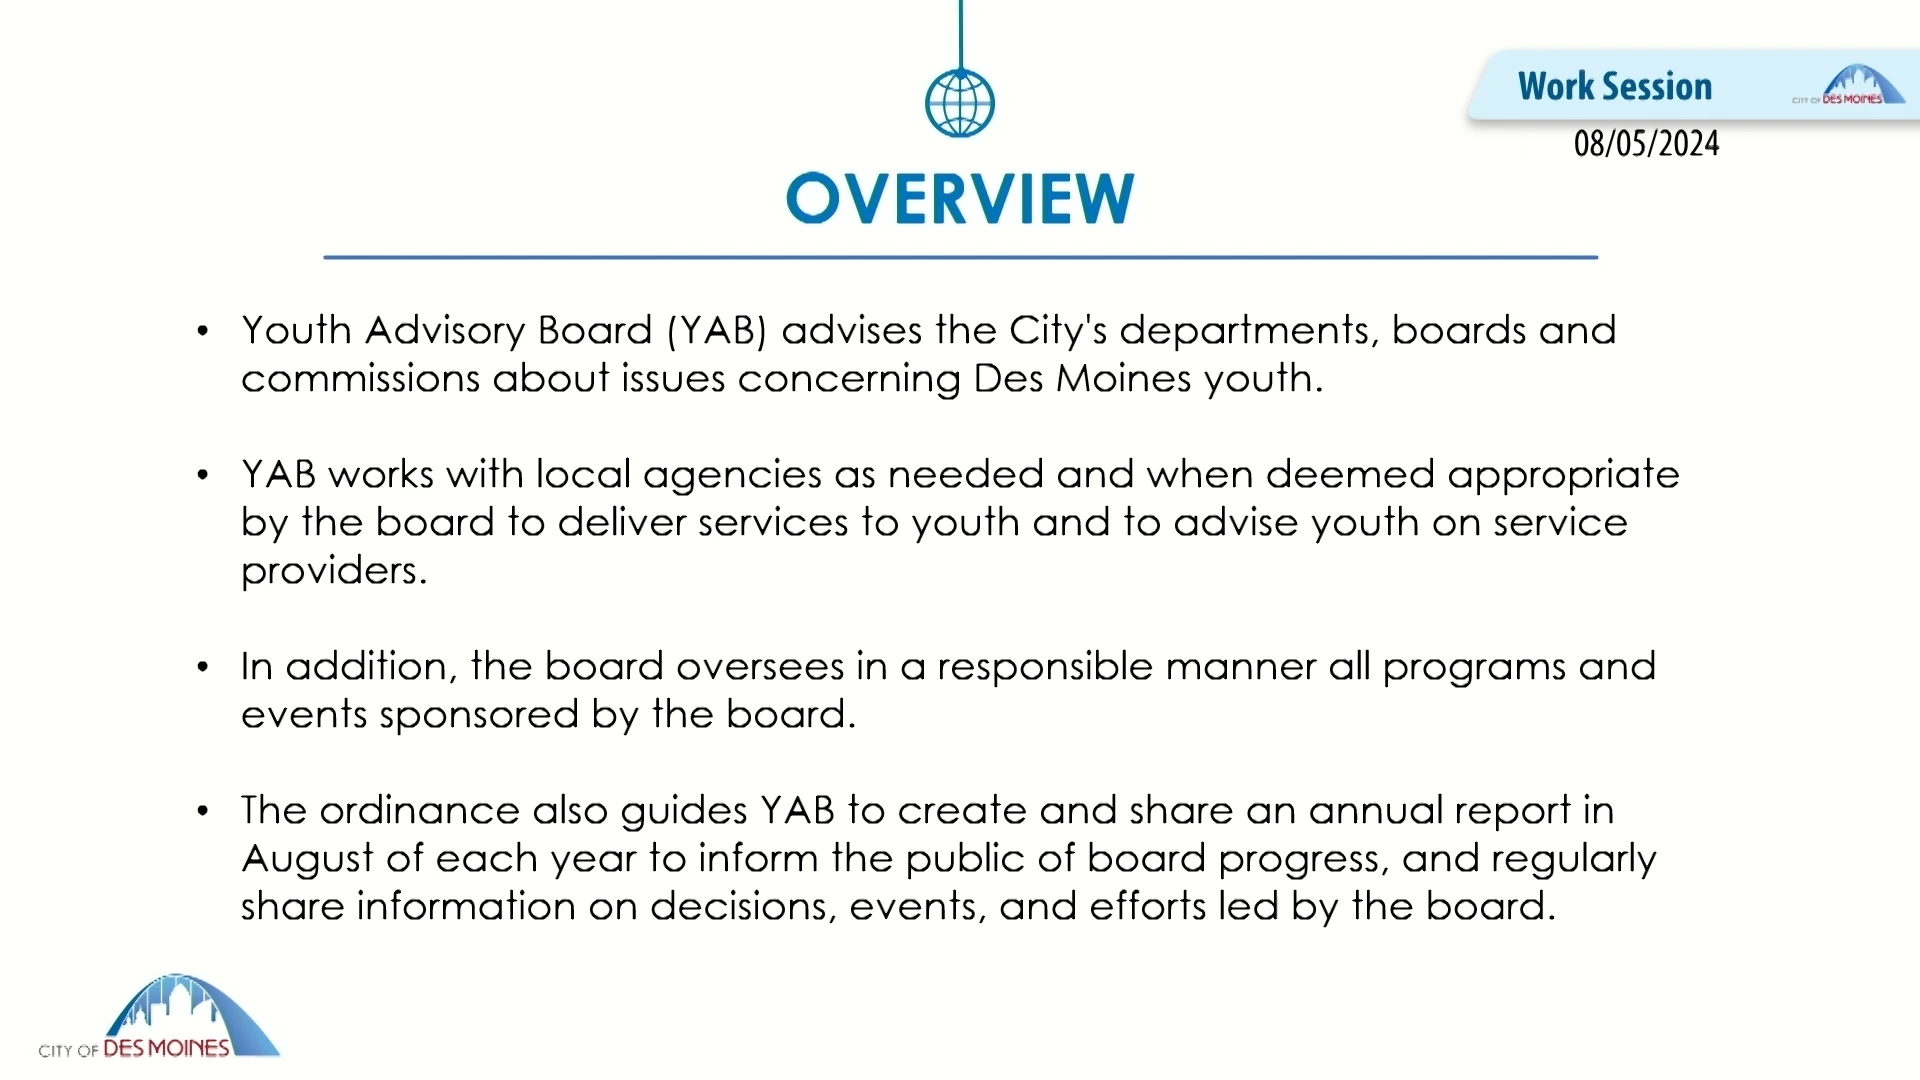 Work Session
CITY OF DES MOINES
08/05/2024
OVERVIEW
• Youth Advisory Board (YAB) advises the City's departments, boards and
commissions about issues concerning Des Moines youth.
• YAB works with local agencies as needed and when deemed appropriate
by the board to deliver services to youth and to advise youth on service
providers.
• In addition, the board oversees in a responsible manner all programs and
events sponsored by the board.
• The ordinance also guides YAB to create and share an annual report in
August of each year to inform the public of board progress, and regularly
share information on decisions, events, and efforts led by the board.
CITY OF DES MOINES